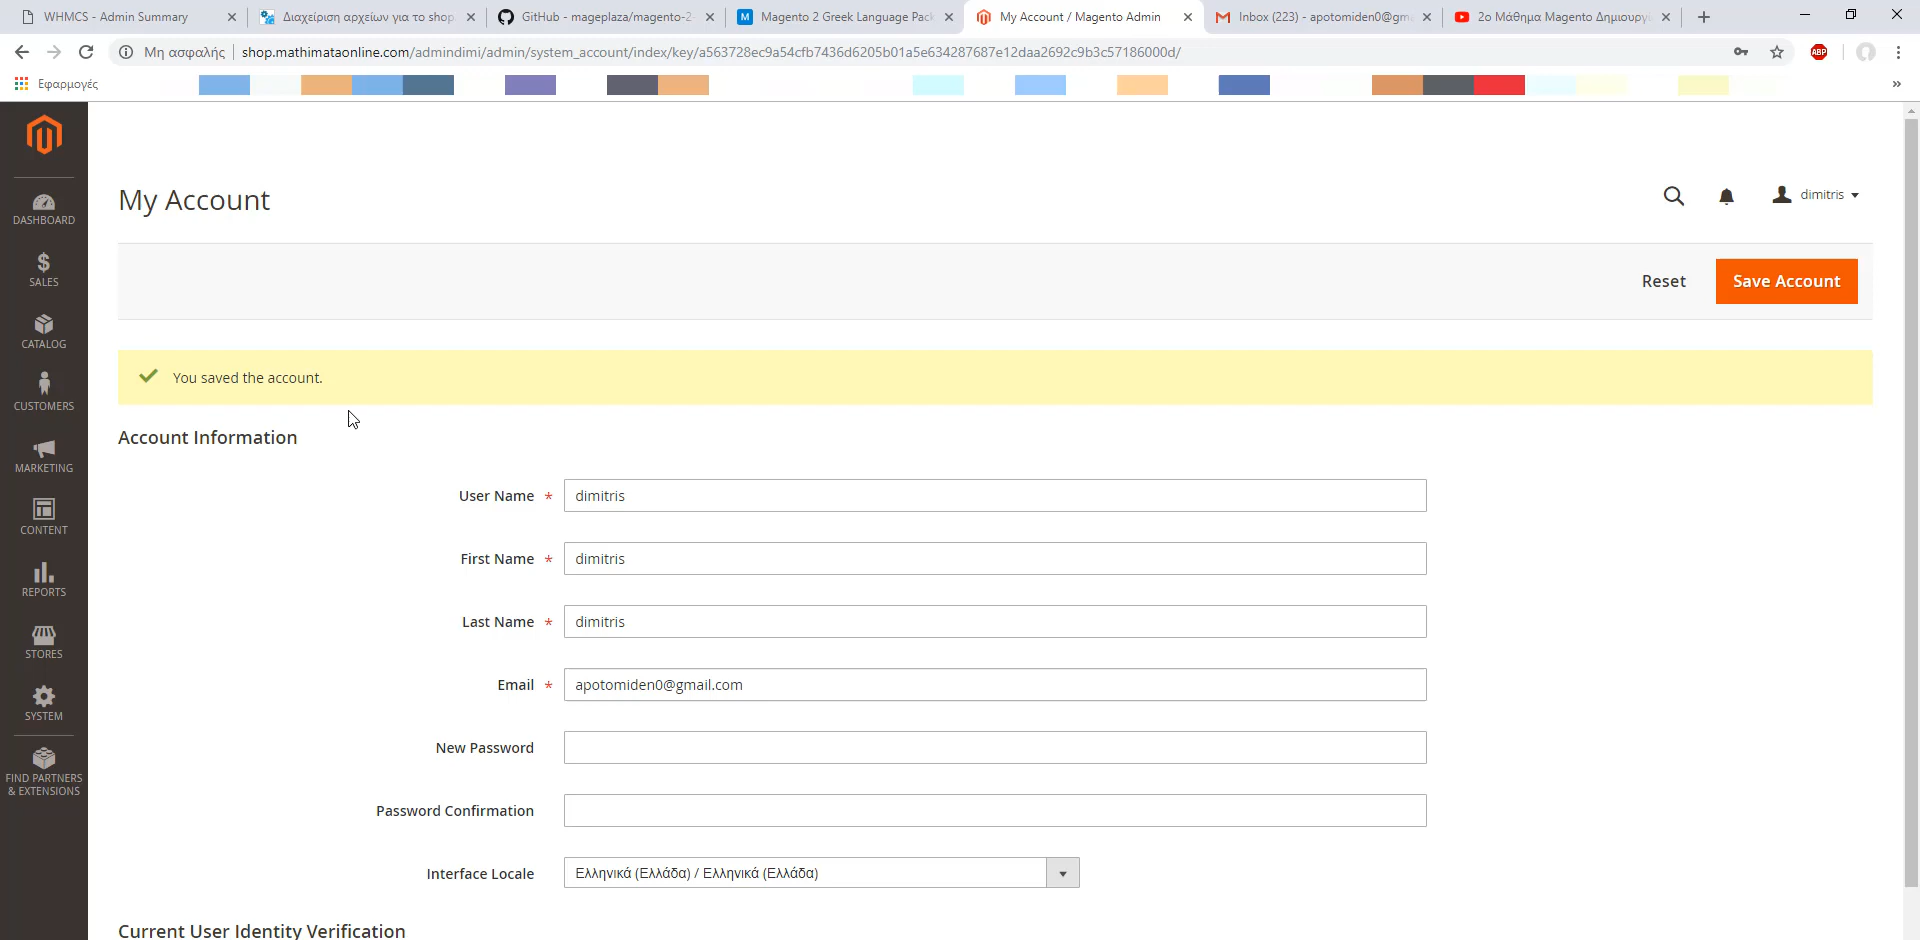 WHMCS - Admin Summary
Διαχείριση αρχείων για το shop.
GitHub - mageplaza/magento-2-
Magento 2 Greek Language Pack
My Account / Magento Admin
Inbox (223) - apotomiden0@gm
2ο Μάθημα Magento Δημιουργ
Μη ασφαλής
shop.mathimataonline.com/admindimi/admin/system_account/index/key/a563728ec9a54cfb7436d6205b01a5e634287687e12daa2692c9b3c57186000d/
ABP
Εφαρμογές
»
My Account
dimitris
Reset
Save Account
You saved the account.
DASHBOARD
SALES
CATALOG
CUSTOMERS
MARKETING
CONTENT
REPORTS
STORES
SYSTEM
FIND PARTNERS
& EXTENSIONS
Account Information
User Name *
dimitris
First Name *
dimitris
Last Name *
dimitris
Email *
apotomiden0@gmail.com
New Password
Password Confirmation
Interface Locale
Ελληνικά (Ελλάδα) / Ελληνικά (Ελλάδα)
Current User Identity Verification